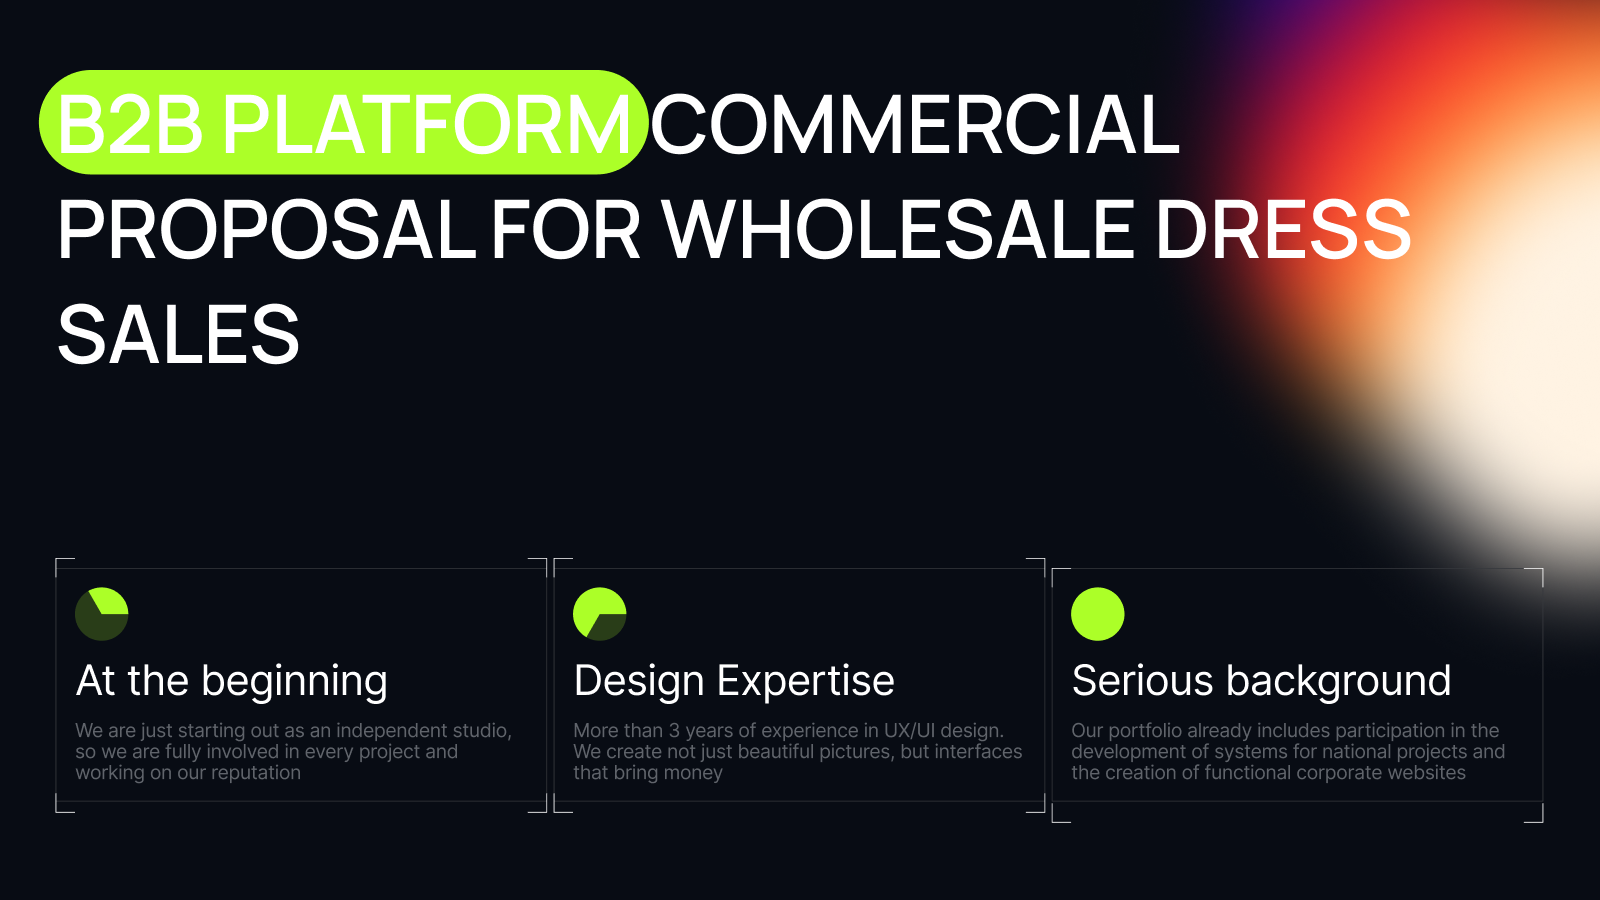 B2B PLATFORM COMMERCIAL
PROPOSAL FOR WHOLESALE DRESS
SALES
At the beginning
We are just starting out as an independent studio,
so we are fully involved in every project and
working on our reputation
Design Expertise
More than 3 years of experience in UX/UI design.
We create not just beautiful pictures, but interfaces
that bring money
Serious background
Our portfolio already includes participation in the
development of systems for national projects and
the creation of functional corporate websites